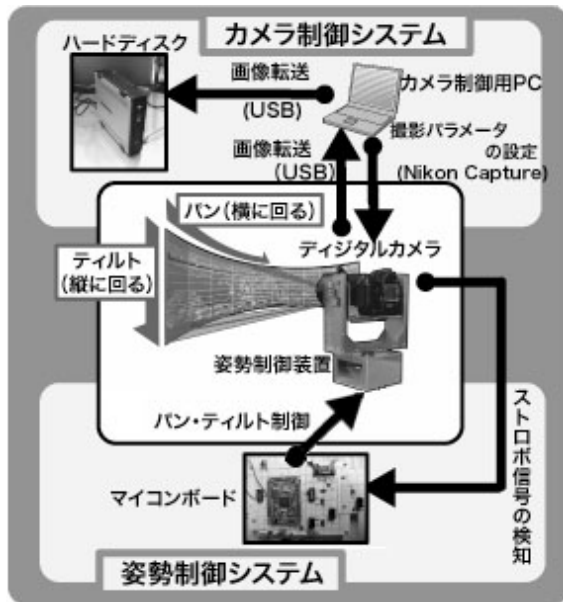 カメラ制御システム
ハードディスク
画像転送
(USB)
カメラ制御用PC
撮影パラメータ
の設定
(Nikon Capture)
画像転送
(USB)
パン(横に回る)
ティルト
(縦に回る)
ディジタルカメラ
姿勢制御装置
パン・ティルト制御
マイコンボード
ストロボ信号の検知
姿勢制御システム